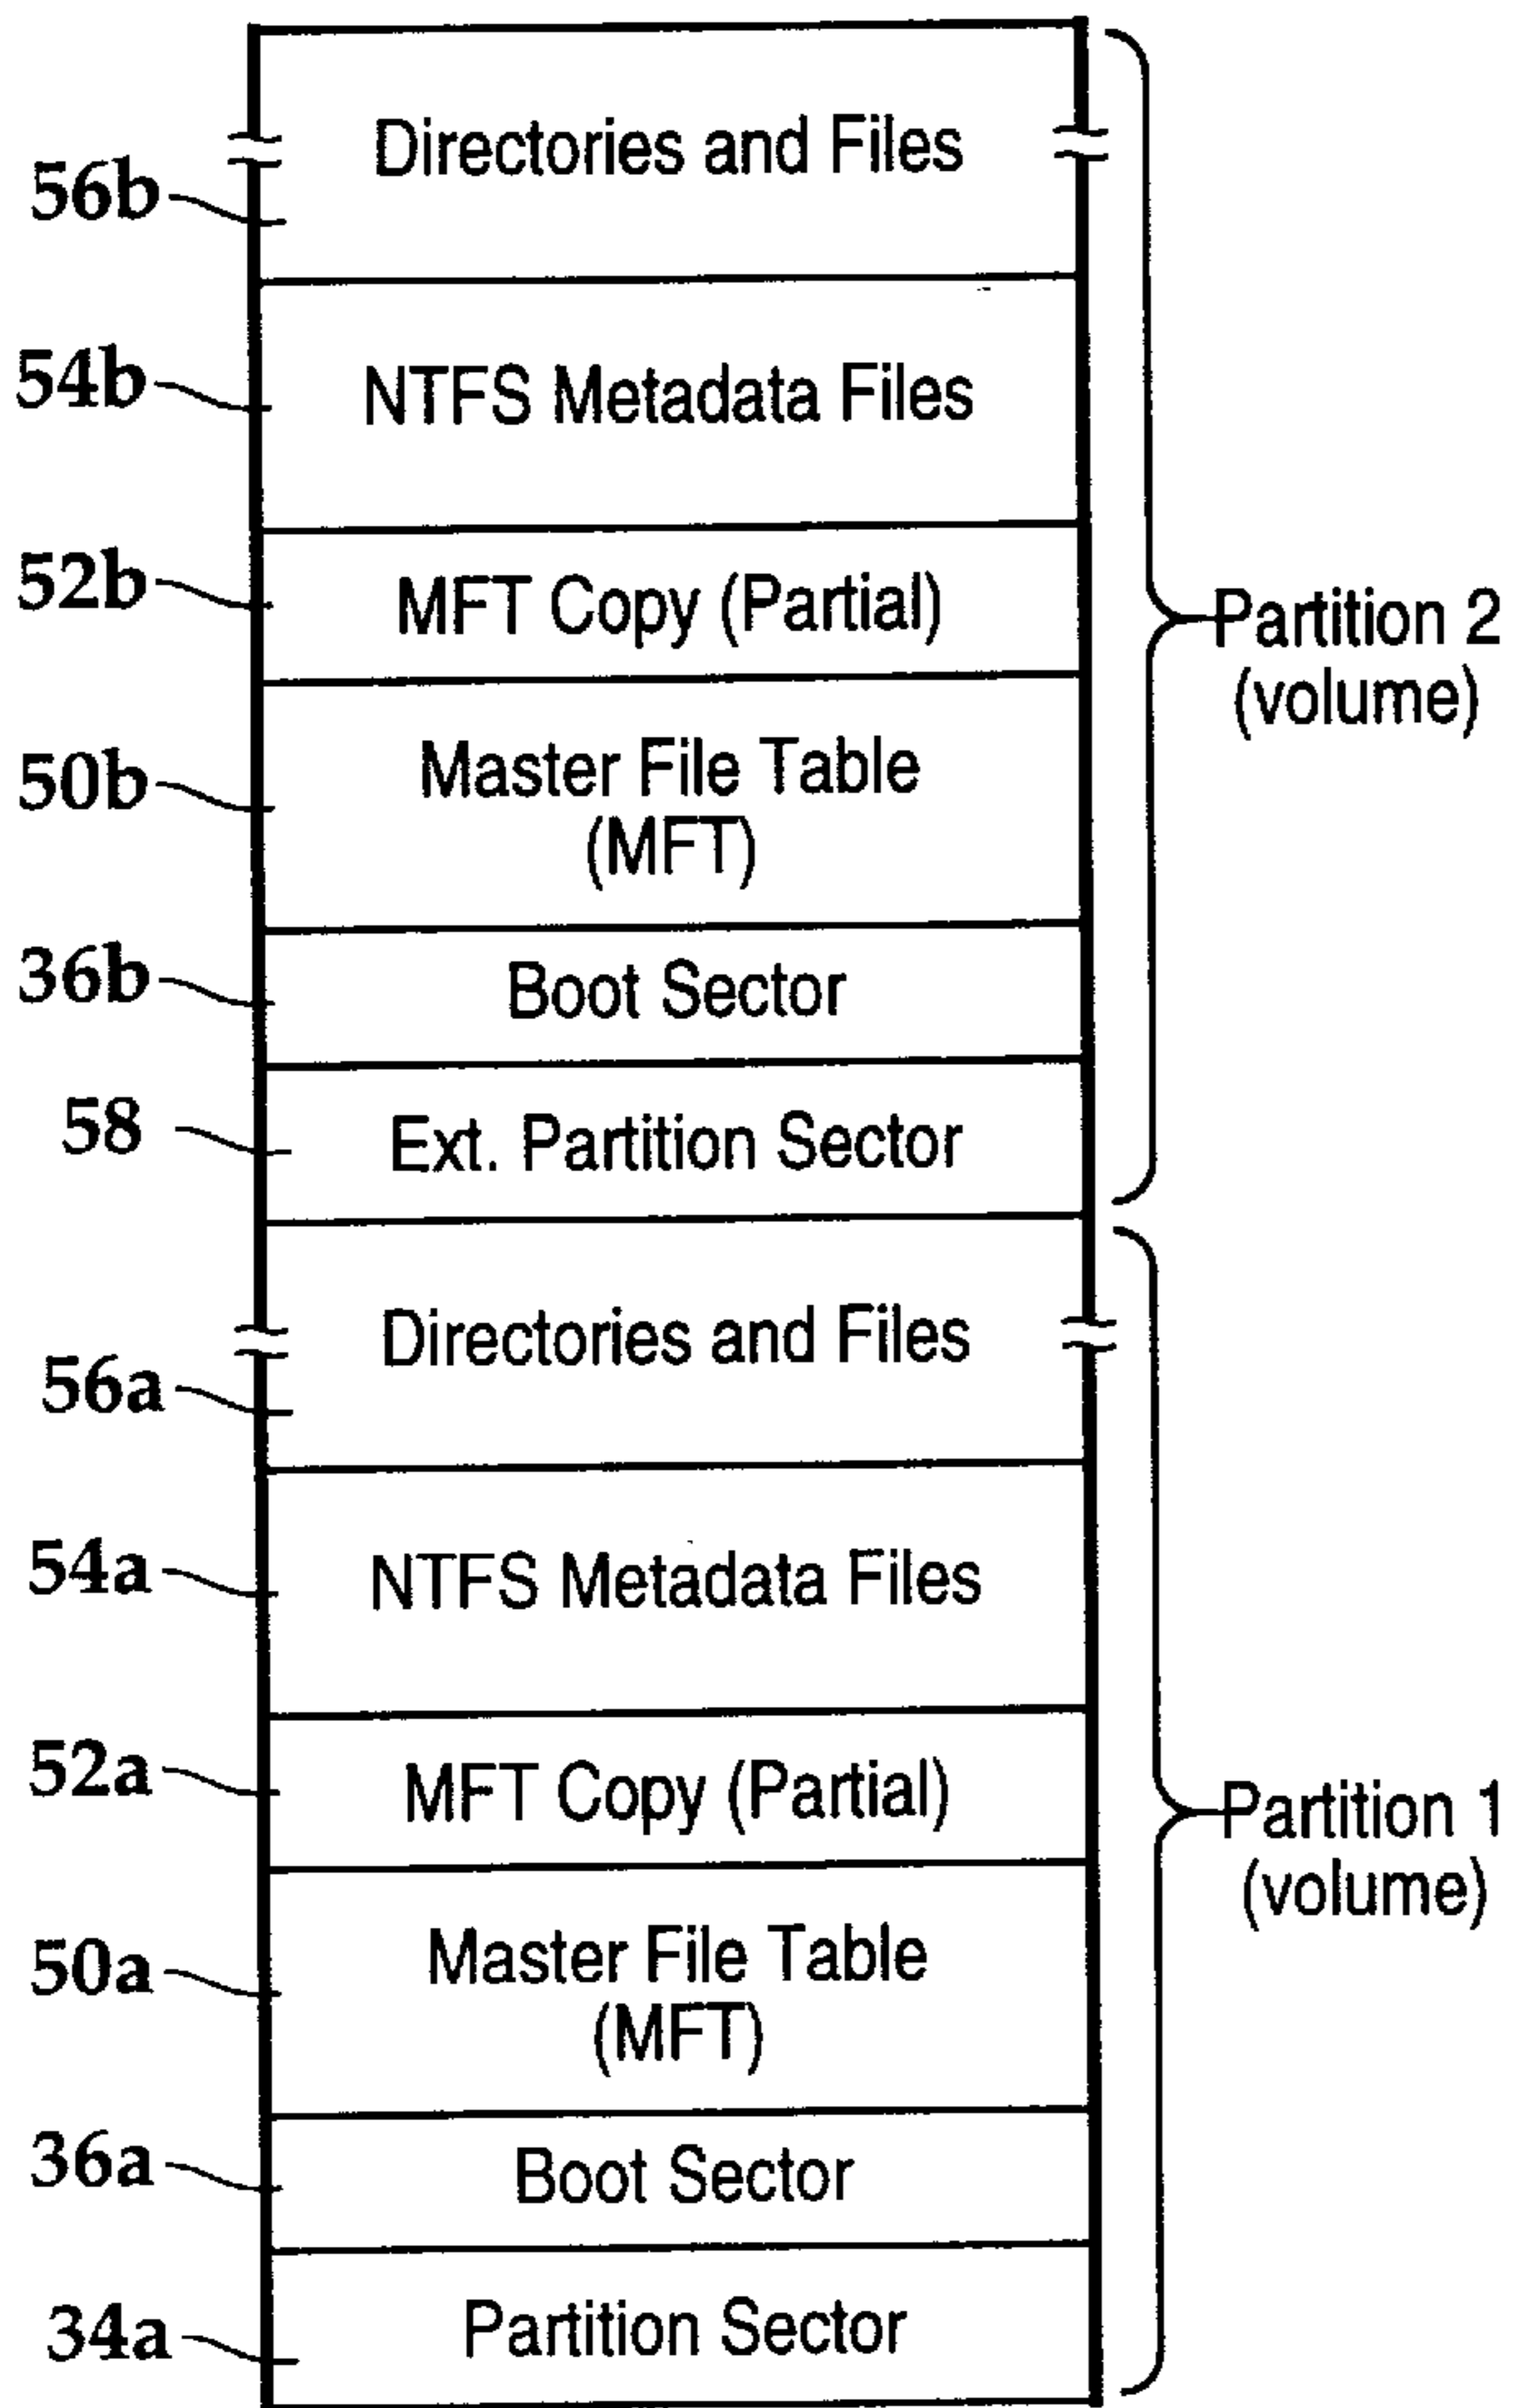 Directories and Files
56b
NTFS Metadata Files
54b
MFT Copy (Partial)
52b
Partition 2
(volume)
Master File Table
(MFT)
50b
Boot Sector
36b
Ext. Partition Sector
58
Directories and Files
56a
NTFS Metadata Files
54a
MFT Copy (Partial)
52a
Partition 1
(volume)
Master File Table
(MFT)
50a
Boot Sector
36a
Partition Sector
34a